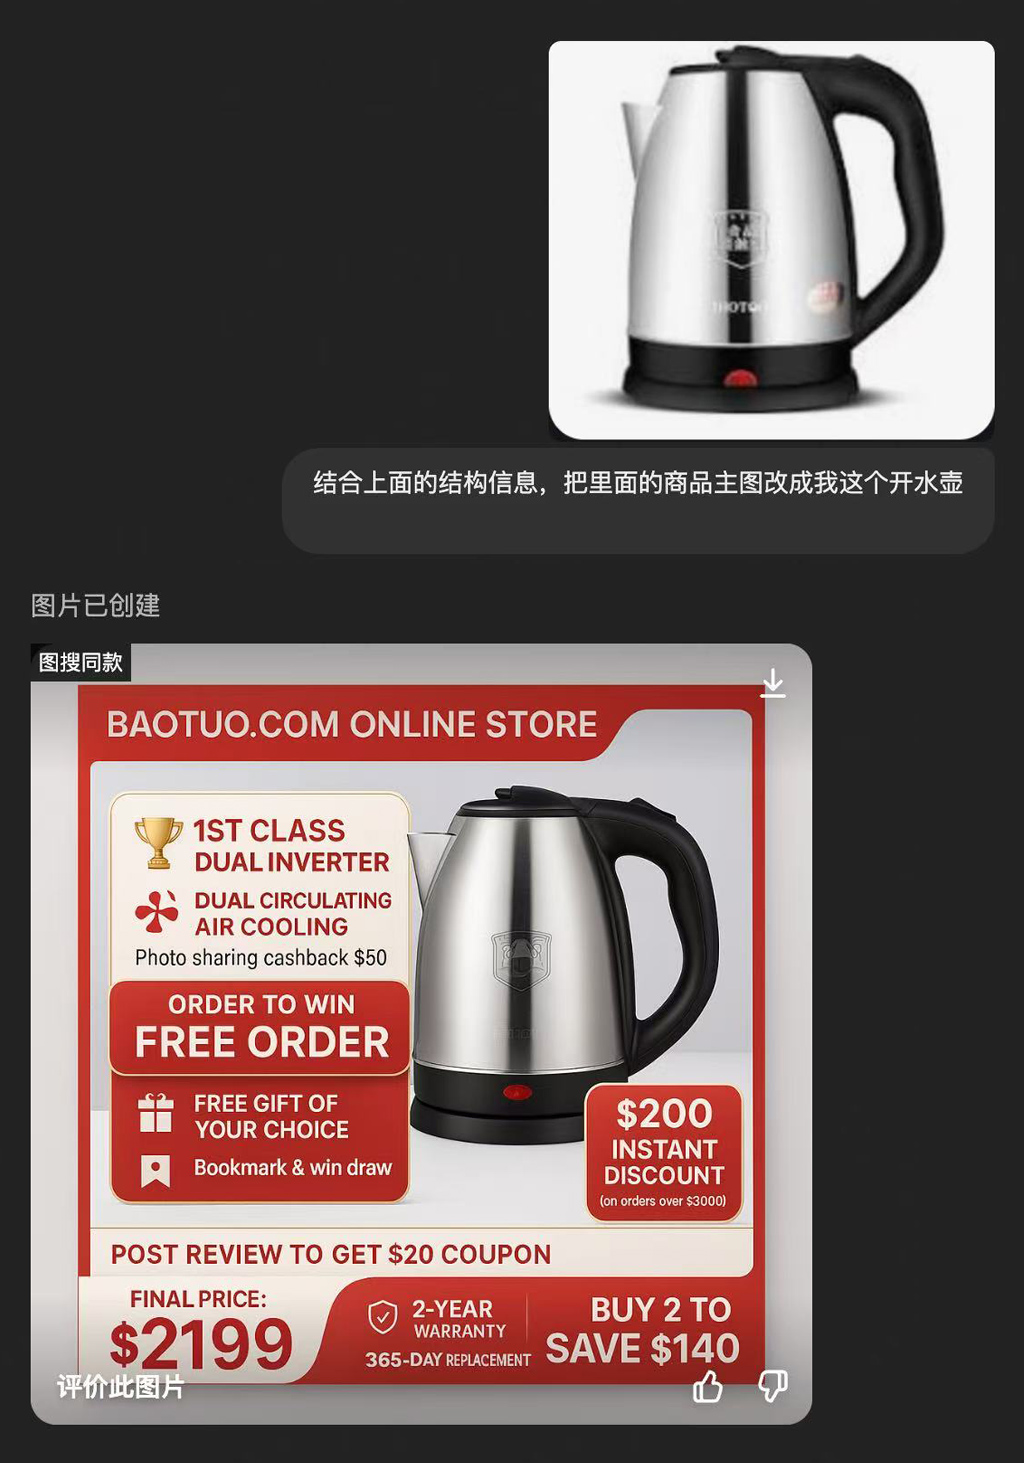 结合上面的结构信息，把里面的商品主图改成我这个开水壶
图片已创建
图搜同款
BAOTUO.COM ONLINE STORE
1ST CLASS
DUAL INVERTER
DUAL CIRCULATING
AIR COOLING
Photo sharing cashback $50
ORDER TO WIN
FREE ORDER
FREE GIFT OF
YOUR CHOICE
Bookmark & win draw
$200
INSTANT
DISCOUNT
(on orders over $3000)
POST REVIEW TO GET $20 COUPON
FINAL PRICE:
$2199
2-YEAR
WARRANTY
365-DAY REPLACEMENT
BUY 2 TO
SAVE $140
评价此图片